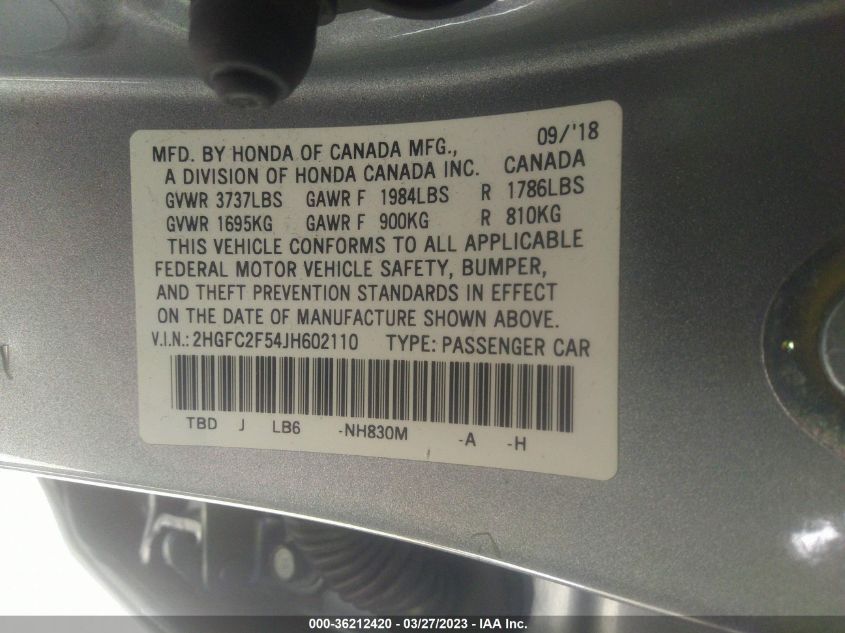 09/'18
MFD. BY HONDA OF CANADA MFG.,
A DIVISION OF HONDA CANADA INC. CANADA
GVWR 3737LBS GAWR F 1984LBS R 1786LBS
GVWR 1695KG GAWR F 900KG R 810KG
THIS VEHICLE CONFORMS TO ALL APPLICABLE
FEDERAL MOTOR VEHICLE SAFETY, BUMPER,
AND THEFT PREVENTION STANDARDS IN EFFECT
ON THE DATE OF MANUFACTURE SHOWN ABOVE.
V.I.N.: 2HGFC2F54JH602110 TYPE: PASSENGER CAR
TBD J LB6 -NH830M -A -H
000-36212420 — 03/27/2023 — IAA Inc.